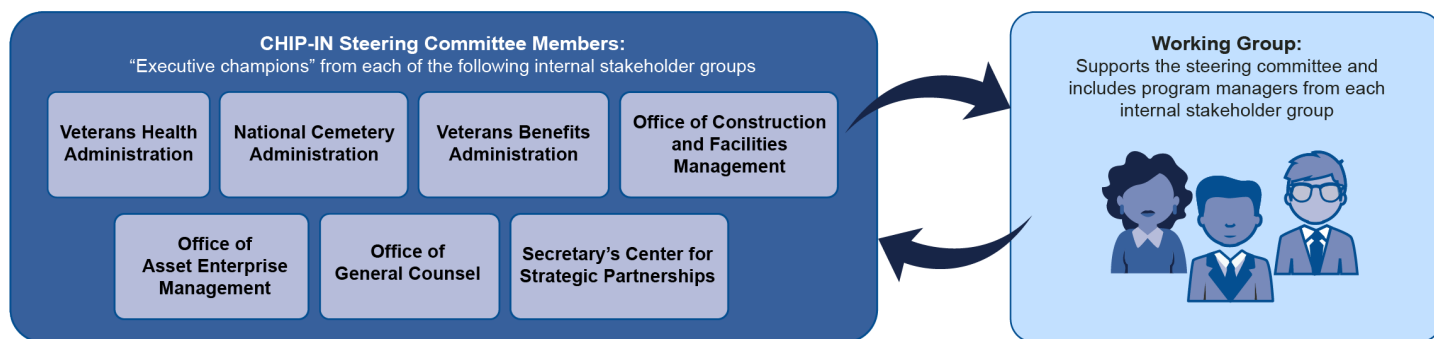 CHIP-IN Steering Committee Members:
“Executive champions” from each of the following internal stakeholder groups
Veterans Health
Administration
National Cemetery
Administration
Veterans Benefits
Administration
Office of Construction
and Facilities
Management
Office of
Asset Enterprise
Management
Office of
General Counsel
Secretary’s Center for
Strategic Partnerships
Working Group:
Supports the steering committee and
includes program managers from each
internal stakeholder group